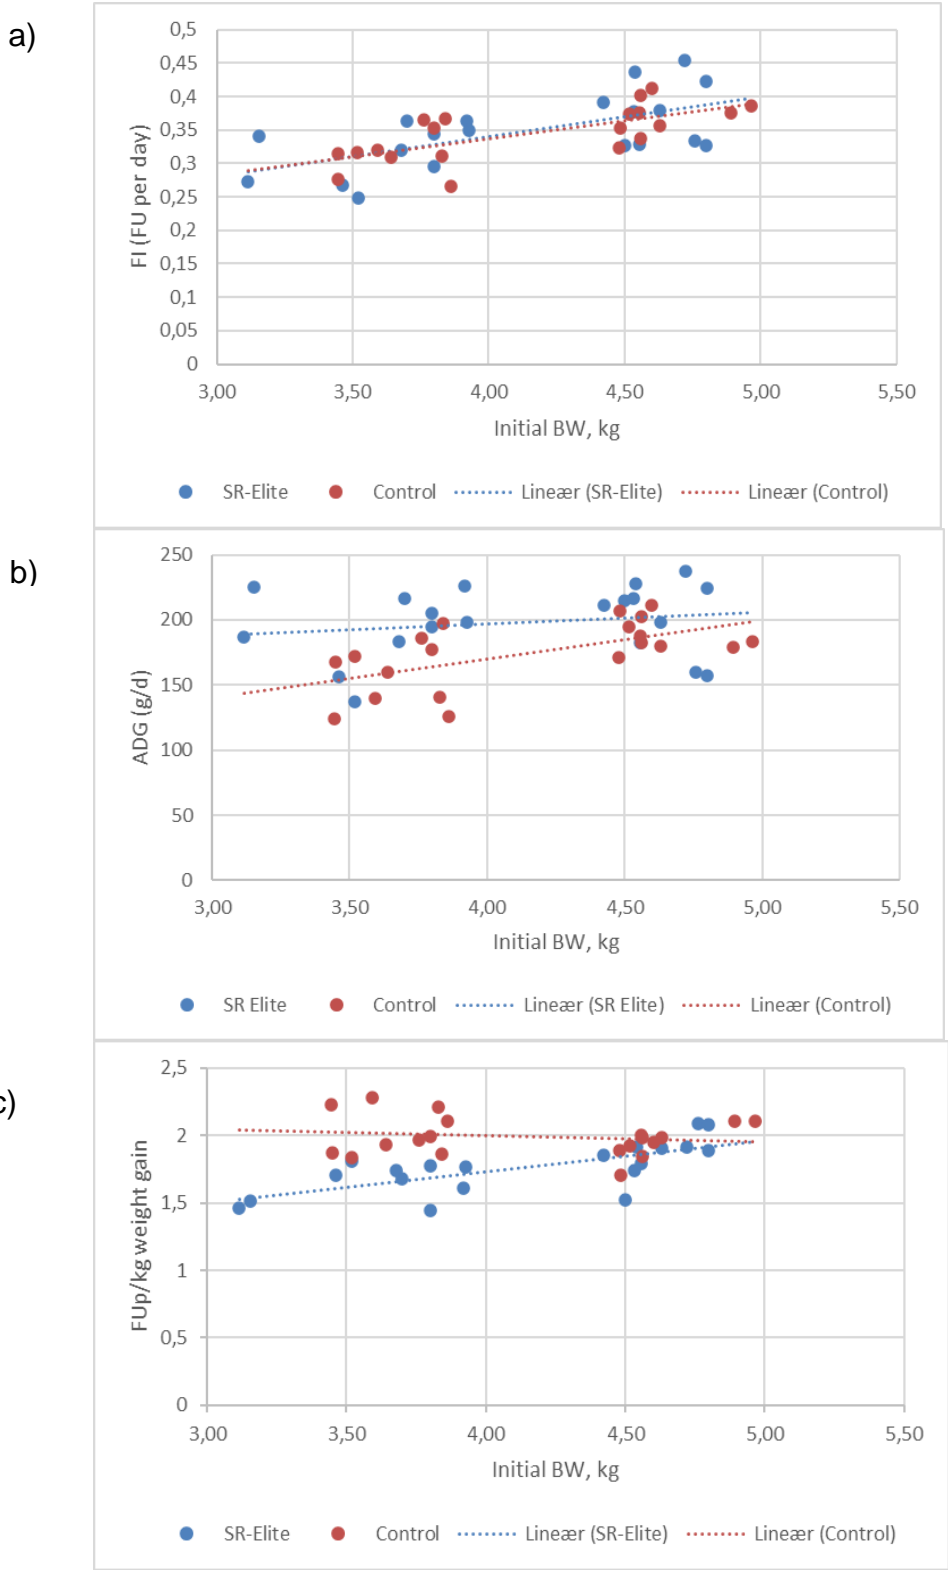 a)
0,5
0,45
0,4
0,35
0,3
0,25
0,2
0,15
0,1
0,05
0
FI (FU per day)
3,00 3,50 4,00 4,50 5,00 5,50
Initial BW, kg
SR-Elite Control Lineær (SR-Elite) Lineær (Control)
b)
250
200
150
100
50
0
ADG (g/d)
3,00 3,50 4,00 4,50 5,00 5,50
Initial BW, kg
SR Elite Control Lineær (SR Elite) Lineær (Control)
c)
2,5
2
1,5
1
0,5
0
FUp/kg weight gain
3,00 3,50 4,00 4,50 5,00 5,50
Initial BW, kg
SR-Elite Control Lineær (SR-Elite) Lineær (Control)